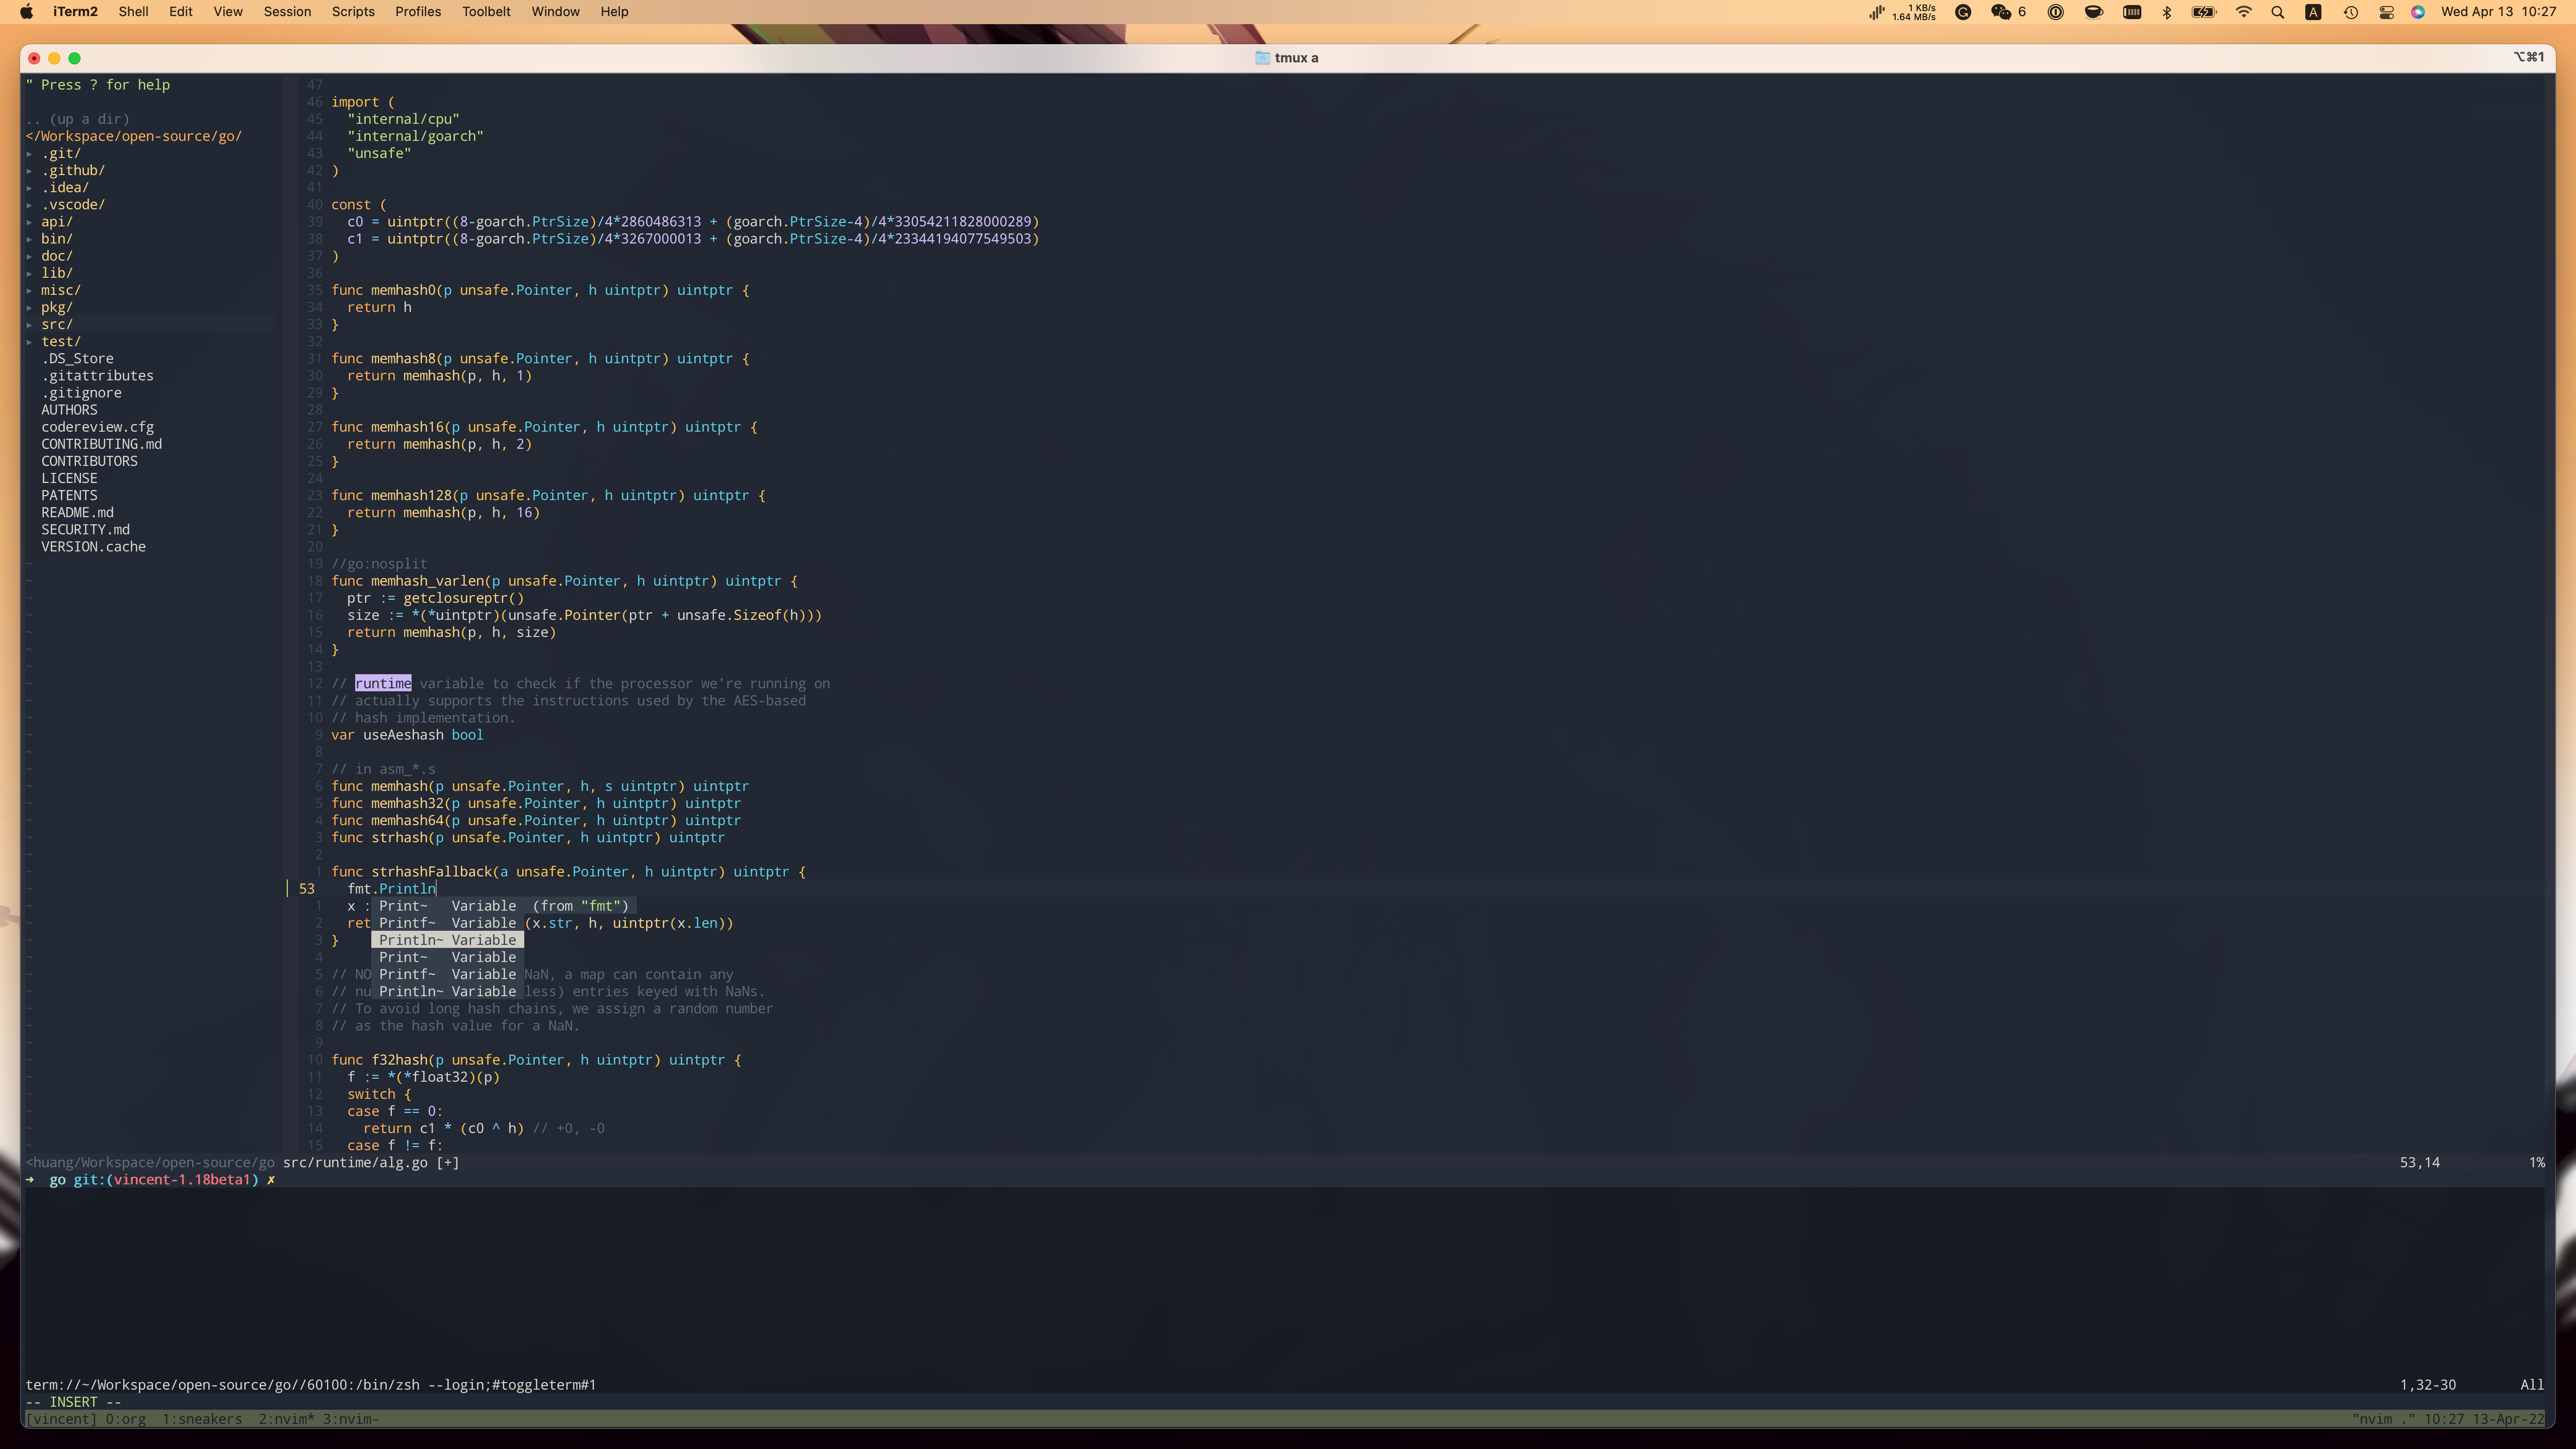 iTerm2 Shell Edit View Session Scripts Profiles Toolbelt Window Help 1 KB/s 6 A Wed Apr 13 10:27
1.64 MB/s
tmux a ⌥⌘1
" Press ? for help
.. (up a dir)
</Workspace/open-source/go/
▸ .git/
▸ .github/
▸ .idea/
▸ .vscode/
▸ api/
▸ bin/
▸ doc/
▸ lib/
▸ misc/
▸ pkg/
▸ src/
▸ test/
.DS_Store
.gitattributes
.gitignore
AUTHORS
codereview.cfg
CONTRIBUTING.md
CONTRIBUTORS
LICENSE
PATENTS
README.md
SECURITY.md
VERSION.cache
47
46 import (
45 "internal/cpu"
44 "internal/goarch"
43 "unsafe"
42 )
41
40 const (
39 c0 = uintptr((8-goarch.PtrSize)/4*2860486313 + (goarch.PtrSize-4)/4*33054211828000289)
38 c1 = uintptr((8-goarch.PtrSize)/4*3267000013 + (goarch.PtrSize-4)/4*23344194077549503)
37 )
36
35 func memhash0(p unsafe.Pointer, h uintptr) uintptr {
34 return h
33 }
32
31 func memhash8(p unsafe.Pointer, h uintptr) uintptr {
30 return memhash(p, h, 1)
29 }
28
27 func memhash16(p unsafe.Pointer, h uintptr) uintptr {
26 return memhash(p, h, 2)
25 }
24
23 func memhash128(p unsafe.Pointer, h uintptr) uintptr {
22 return memhash(p, h, 16)
21 }
20
19 //go:nosplit
18 func memhash_varlen(p unsafe.Pointer, h uintptr) uintptr {
17 ptr := getclosureptr()
16 size := *(*uintptr)(unsafe.Pointer(ptr + unsafe.Sizeof(h)))
15 return memhash(p, h, size)
14 }
13
12 // runtime variable to check if the processor we're running on
11 // actually supports the instructions used by the AES-based
10 // hash implementation.
9 var useAeshash bool
8
7 // in asm_*.s
6 func memhash(p unsafe.Pointer, h, s uintptr) uintptr
5 func memhash32(p unsafe.Pointer, h uintptr) uintptr
4 func memhash64(p unsafe.Pointer, h uintptr) uintptr
3 func strhash(p unsafe.Pointer, h uintptr) uintptr
2
1 func strhashFallback(a unsafe.Pointer, h uintptr) uintptr {
53 fmt.Println
1 x : Print~ Variable (from "fmt")
2 ret Printf~ Variable (x.str, h, uintptr(x.len))
3 } Println~ Variable
4 Print~ Variable
5 // NO Printf~ Variable NaN, a map can contain any
6 // nu Println~ Variable less) entries keyed with NaNs.
7 // To avoid long hash chains, we assign a random number
8 // as the hash value for a NaN.
9
10 func f32hash(p unsafe.Pointer, h uintptr) uintptr {
11 f := *(*float32)(p)
12 switch {
13 case f == 0:
14 return c1 * (c0 ^ h) // +0, -0
15 case f != f:
<huang/Workspace/open-source/go src/runtime/alg.go [+] 53,14 1%
➜ go git:(vincent-1.18beta1) ✗
term://~/Workspace/open-source/go//60100:/bin/zsh --login;#toggleterm#1 1,32-30 All
-- INSERT --
[vincent] 0:org 1:sneakers 2:nvim* 3:nvim- "nvim ." 10:27 13-Apr-22